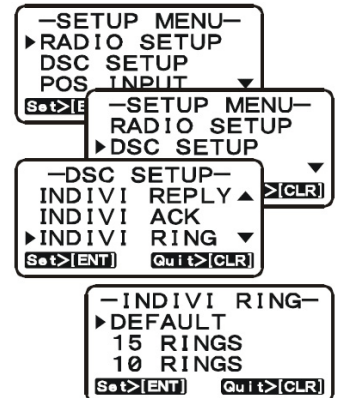 —SETUP MENU—
▶RADIO SETUP
DSC SETUP
POS INPUT ▼
Set>[E
—SETUP MENU—
RADIO SETUP
▶DSC SETUP
▼
>[CLR]
—DSC SETUP—
INDIVI REPLY ▲
INDIVI ACK
▶INDIVI RING ▼
Set>[ENT] Quit>[CLR]
—INDIVI RING—
▶DEFAULT
15 RINGS
10 RINGS
Set>[ENT] Quit>[CLR]